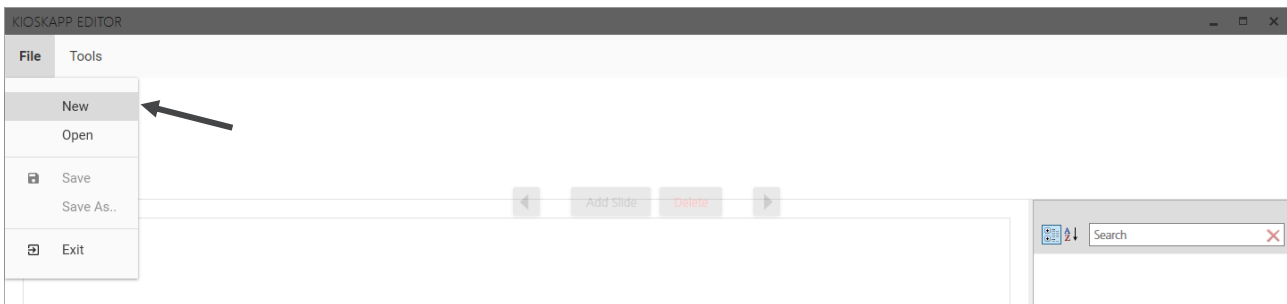 KIOSKAPP EDITOR
File Tools
New
Open
Save
Save As..
Exit
Add Slide Delete
Search